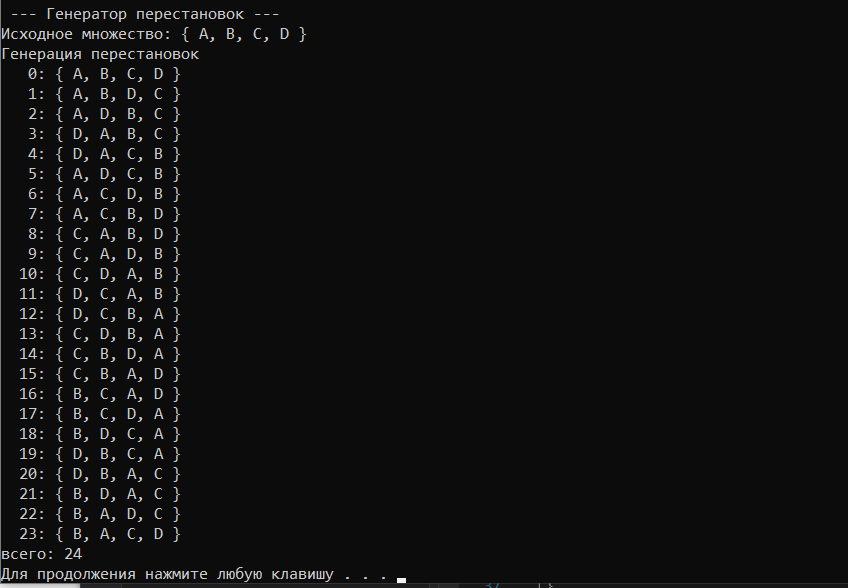 --- Генератор перестановок ---
Исходное множество: { A, B, C, D }
Генерация перестановок
0: { A, B, C, D }
1: { A, B, D, C }
2: { A, D, B, C }
3: { D, A, B, C }
4: { D, A, C, B }
5: { A, D, C, B }
6: { A, C, D, B }
7: { A, C, B, D }
8: { C, A, B, D }
9: { C, A, D, B }
10: { C, D, A, B }
11: { D, C, A, B }
12: { D, C, B, A }
13: { C, D, B, A }
14: { C, B, D, A }
15: { C, B, A, D }
16: { B, C, A, D }
17: { B, C, D, A }
18: { B, D, C, A }
19: { D, B, C, A }
20: { D, B, A, C }
21: { B, D, A, C }
22: { B, A, D, C }
23: { B, A, C, D }
всего: 24
Для продолжения нажмите любую клавишу . . .